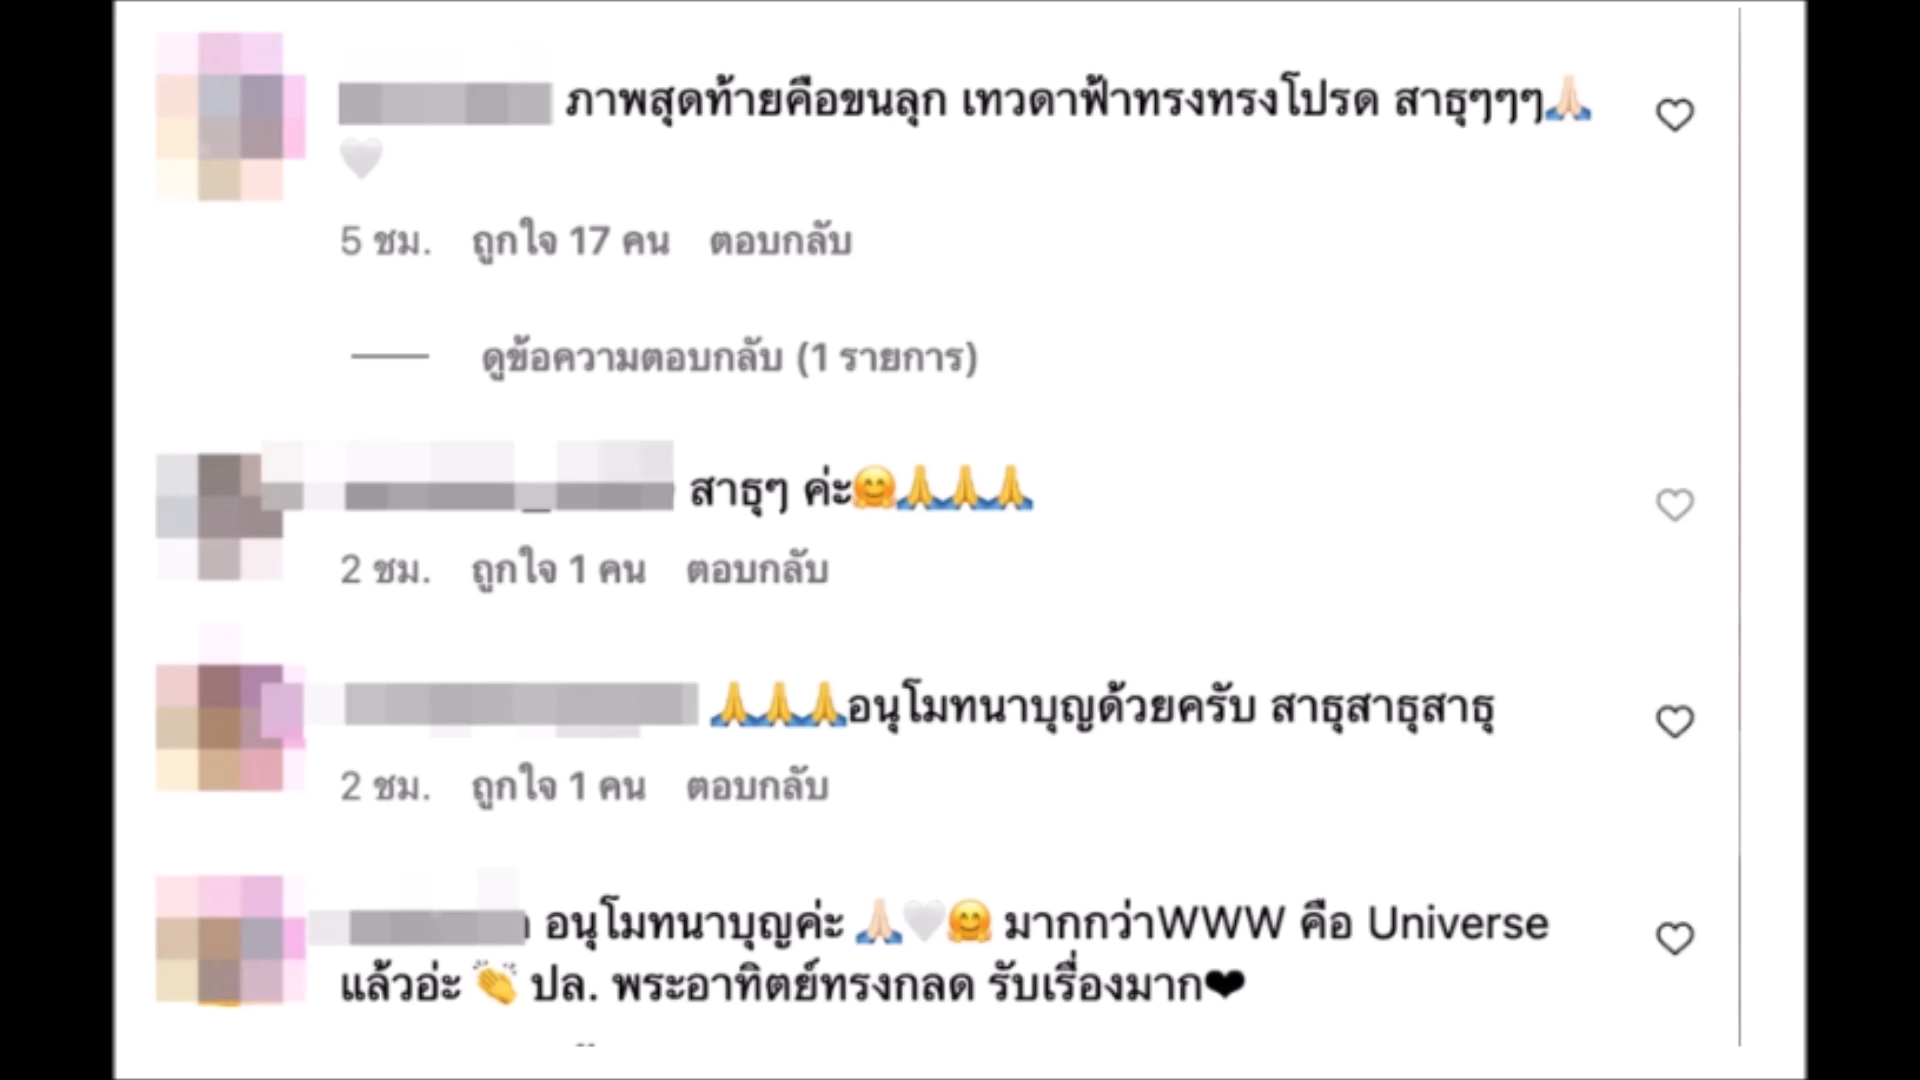 ภาพสุดท้ายคือขนลุก เทวดาฟ้าทรงทรงโปรด สาธุๆๆๆ🙏🏻
🤍
5 ชม. ถูกใจ 17 คน ตอบกลับ
ดูข้อความตอบกลับ (1 รายการ)
สาธุๆ ค่ะ🤗🙏🙏🙏
2 ชม. ถูกใจ 1 คน ตอบกลับ
🙏🙏🙏อนุโมทนาบุญด้วยครับ สาธุสาธุสาธุ
2 ชม. ถูกใจ 1 คน ตอบกลับ
อนุโมทนาบุญค่ะ 🙏🏻🤍🤗 มากกว่าWWW คือ Universe
แล้วอ่ะ 👏 ปล. พระอาทิตย์ทรงกลด รับเรื่องมาก❤